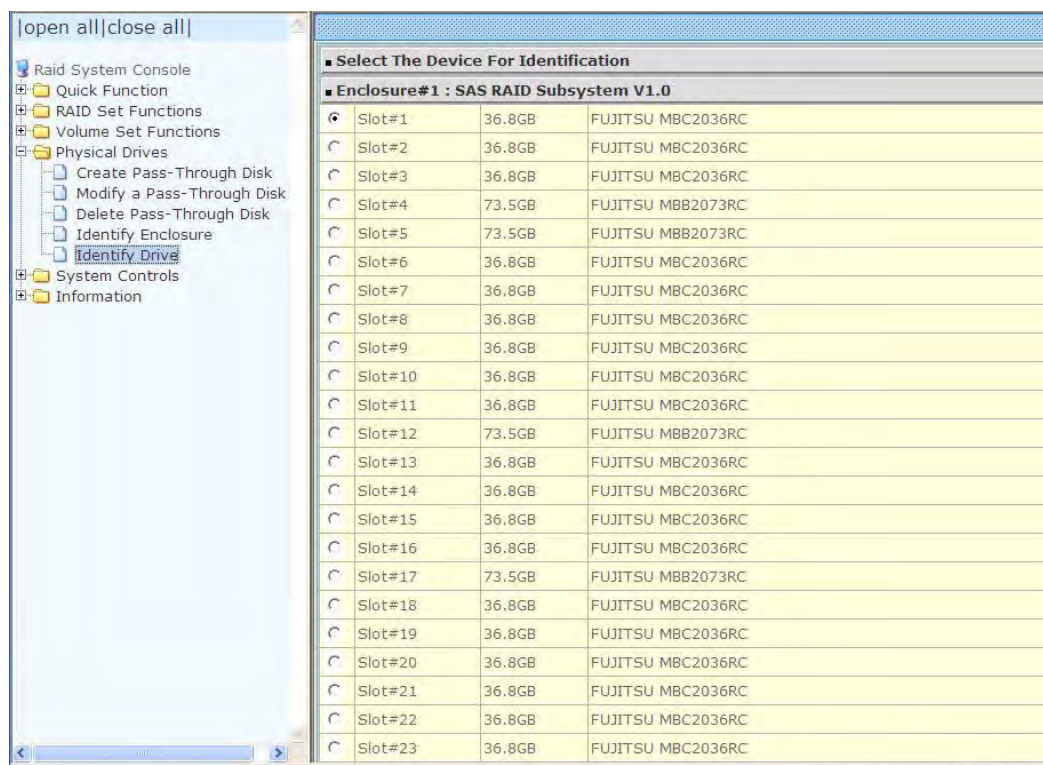 |open all|close all|
Raid System Console
Quick Function
RAID Set Functions
Volume Set Functions
Physical Drives
Create Pass-Through Disk
Modify a Pass-Through Disk
Delete Pass-Through Disk
Identify Enclosure
Identify Drive
System Controls
Information
Select The Device For Identification
Enclosure#1 : SAS RAID Subsystem V1.0
Slot#1 36.8GB FUJITSU MBC2036RC
Slot#2 36.8GB FUJITSU MBC2036RC
Slot#3 36.8GB FUJITSU MBC2036RC
Slot#4 73.5GB FUJITSU MBB2073RC
Slot#5 73.5GB FUJITSU MBB2073RC
Slot#6 36.8GB FUJITSU MBC2036RC
Slot#7 36.8GB FUJITSU MBC2036RC
Slot#8 36.8GB FUJITSU MBC2036RC
Slot#9 36.8GB FUJITSU MBC2036RC
Slot#10 36.8GB FUJITSU MBC2036RC
Slot#11 36.8GB FUJITSU MBC2036RC
Slot#12 73.5GB FUJITSU MBB2073RC
Slot#13 36.8GB FUJITSU MBC2036RC
Slot#14 36.8GB FUJITSU MBC2036RC
Slot#15 36.8GB FUJITSU MBC2036RC
Slot#16 36.8GB FUJITSU MBC2036RC
Slot#17 73.5GB FUJITSU MBB2073RC
Slot#18 36.8GB FUJITSU MBC2036RC
Slot#19 36.8GB FUJITSU MBC2036RC
Slot#20 36.8GB FUJITSU MBC2036RC
Slot#21 36.8GB FUJITSU MBC2036RC
Slot#22 36.8GB FUJITSU MBC2036RC
Slot#23 36.8GB FUJITSU MBC2036RC